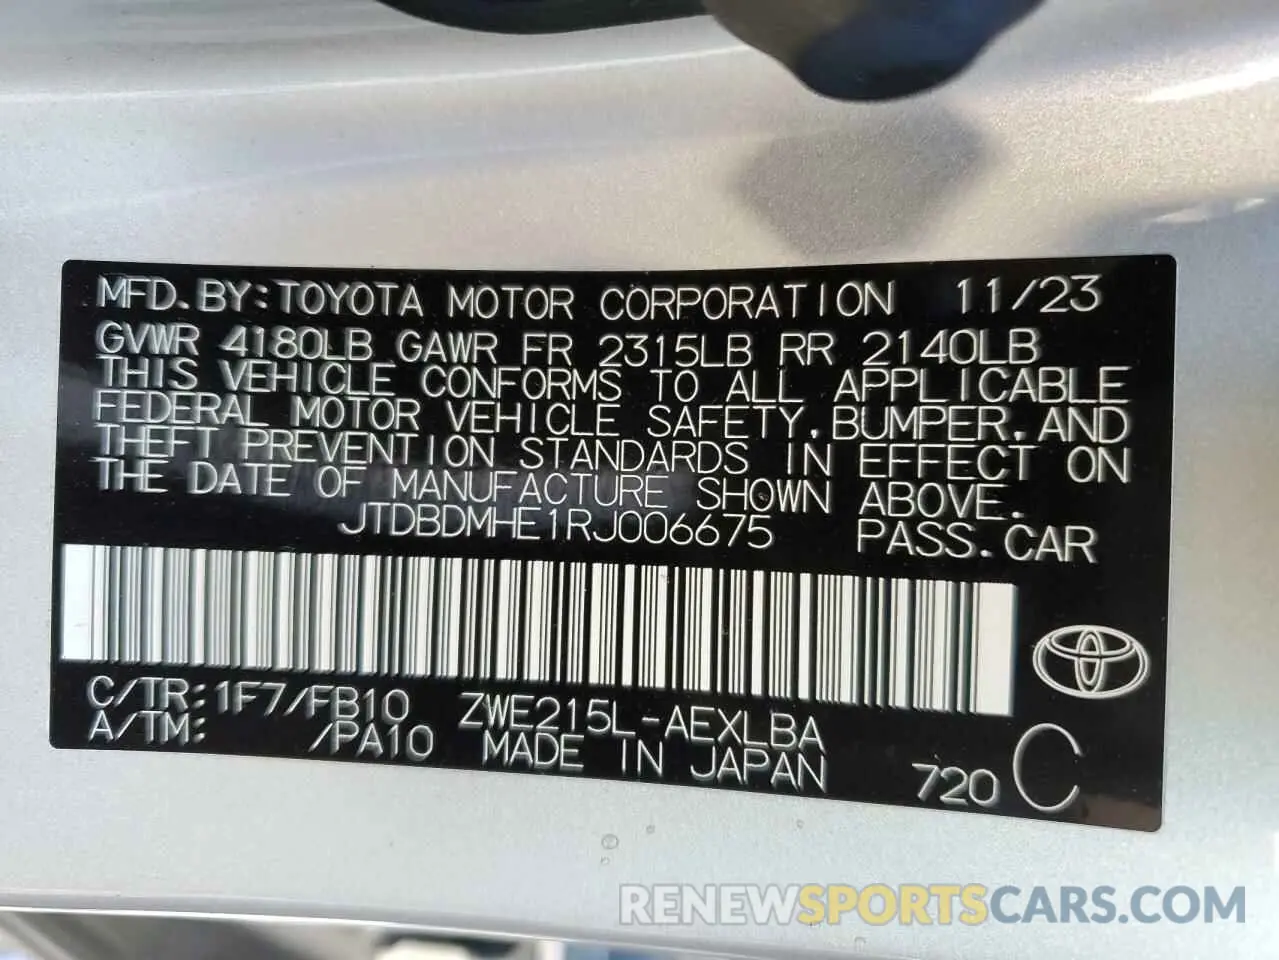 MFD.BY:TOYOTA MOTOR CORPORATION 11/23
GVWR 4180LB GAWR FR 2315LB RR 2140LB
THIS VEHICLE CONFORMS TO ALL APPLICABLE
FEDERAL MOTOR VEHICLE SAFETY,BUMPER,AND
THEFT PREVENTION STANDARDS IN EFFECT ON
THE DATE OF MANUFACTURE SHOWN ABOVE.
JTDBDMHE1RJ006675 PASS.CAR
C/TR:1F7/FB10 ZWE215L-AEXLBA
A/TM: /PA10 MADE IN JAPAN 720 C
RENEWSPORTSCARS.COM